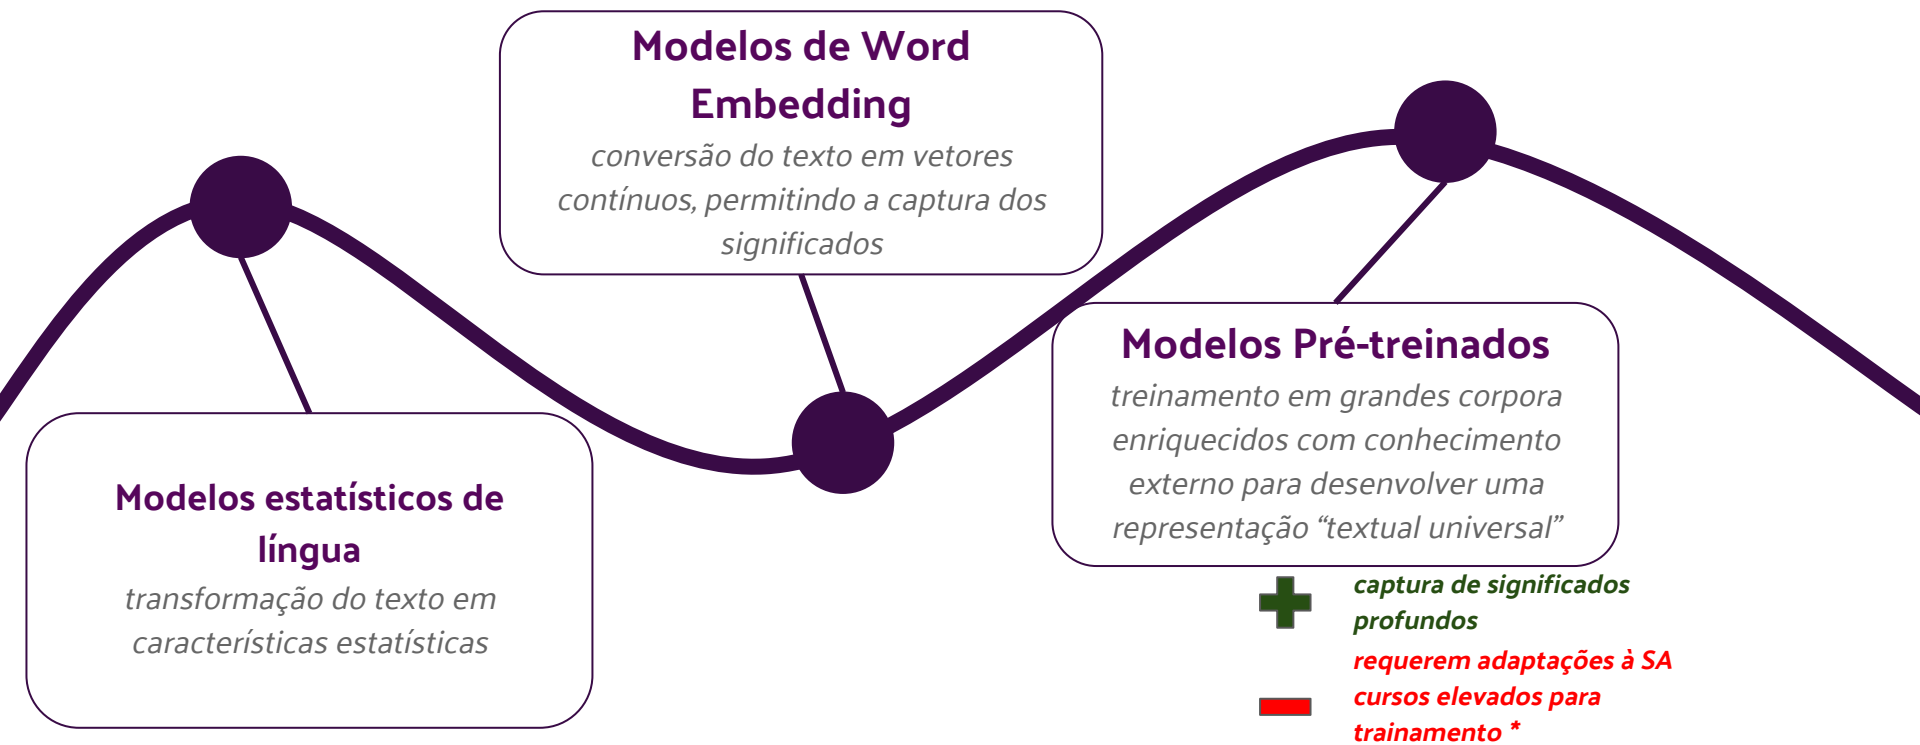 Modelos estatísticos de
língua
transformação do texto em
características estatísticas
Modelos de Word
Embedding
conversão do texto em vetores
contínuos, permitindo a captura dos
significados
Modelos Pré-treinados
treinamento em grandes corpora
enriquecidos com conhecimento
externo para desenvolver uma
representação “textual universal”
captura de significados
profundos
requerem adaptações à SA
cursos elevados para
trainamento *